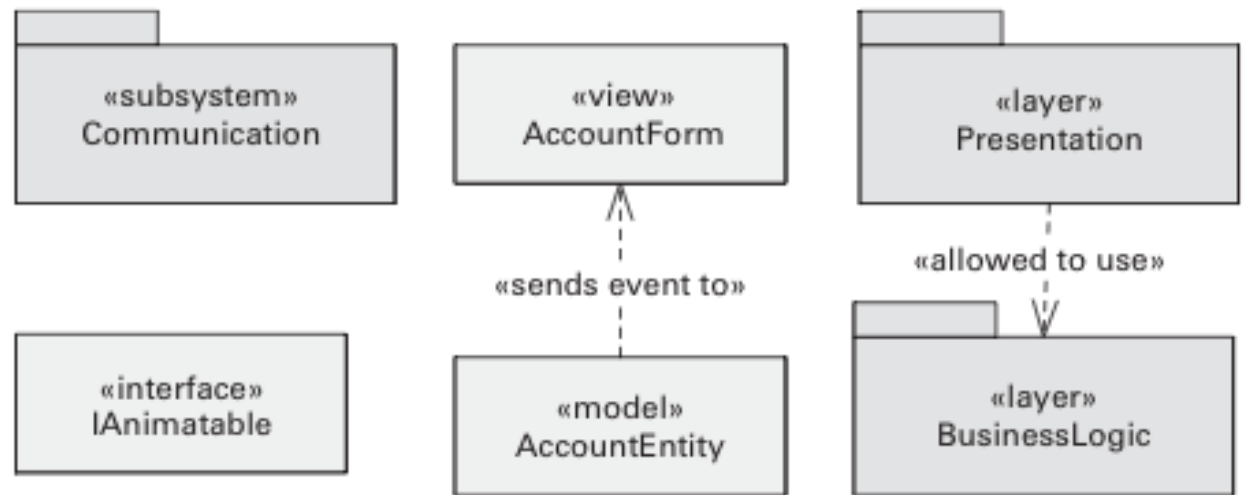 «subsystem»
Communication
«view»
AccountForm
«layer»
Presentation
«sends event to»
«allowed to use»
«interface»
IAnimatable
«model»
AccountEntity
«layer»
BusinessLogic